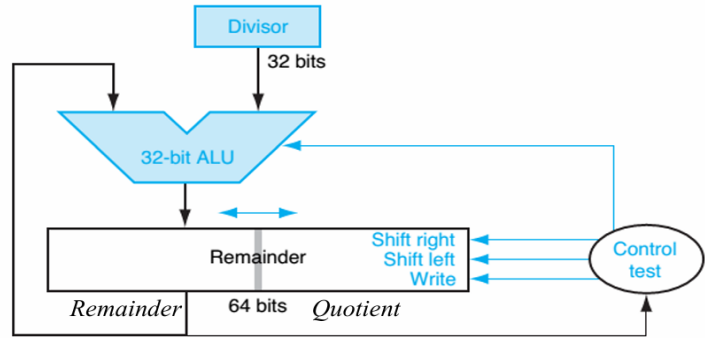 Divisor
32 bits
32-bit ALU
Remainder
Shift right
Shift left
Write
Control
test
Remainder
64 bits
Quotient